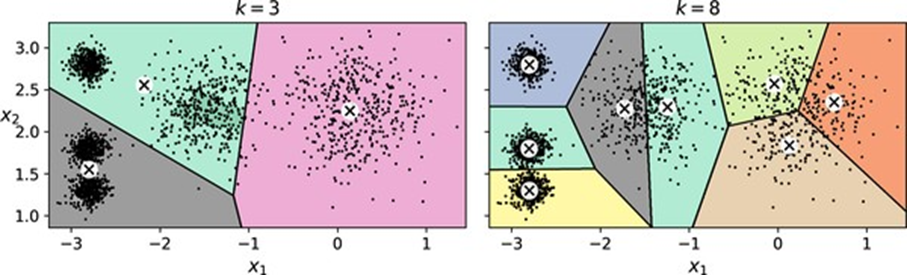 k = 3
k = 8
3.0
2.5
x₂ 2.0
1.5
1.0
−3 −2 −1 0 1
x₁
−3 −2 −1 0 1
x₁